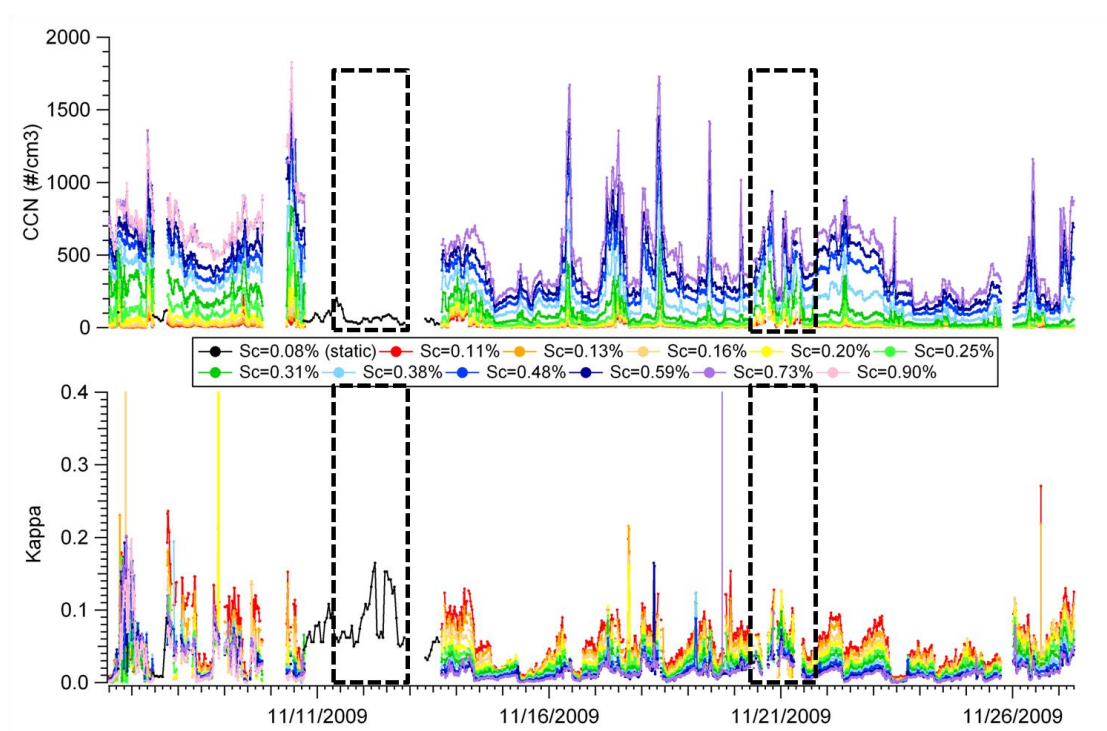 2000
1500
1000
500
0
CCN (#/cm3)
Sc=0.08% (static) Sc=0.11% Sc=0.13% Sc=0.16% Sc=0.20% Sc=0.25%
Sc=0.31% Sc=0.38% Sc=0.48% Sc=0.59% Sc=0.73% Sc=0.90%
0.4
0.3
0.2
0.1
0.0
Kappa
11/11/2009 11/16/2009 11/21/2009 11/26/2009